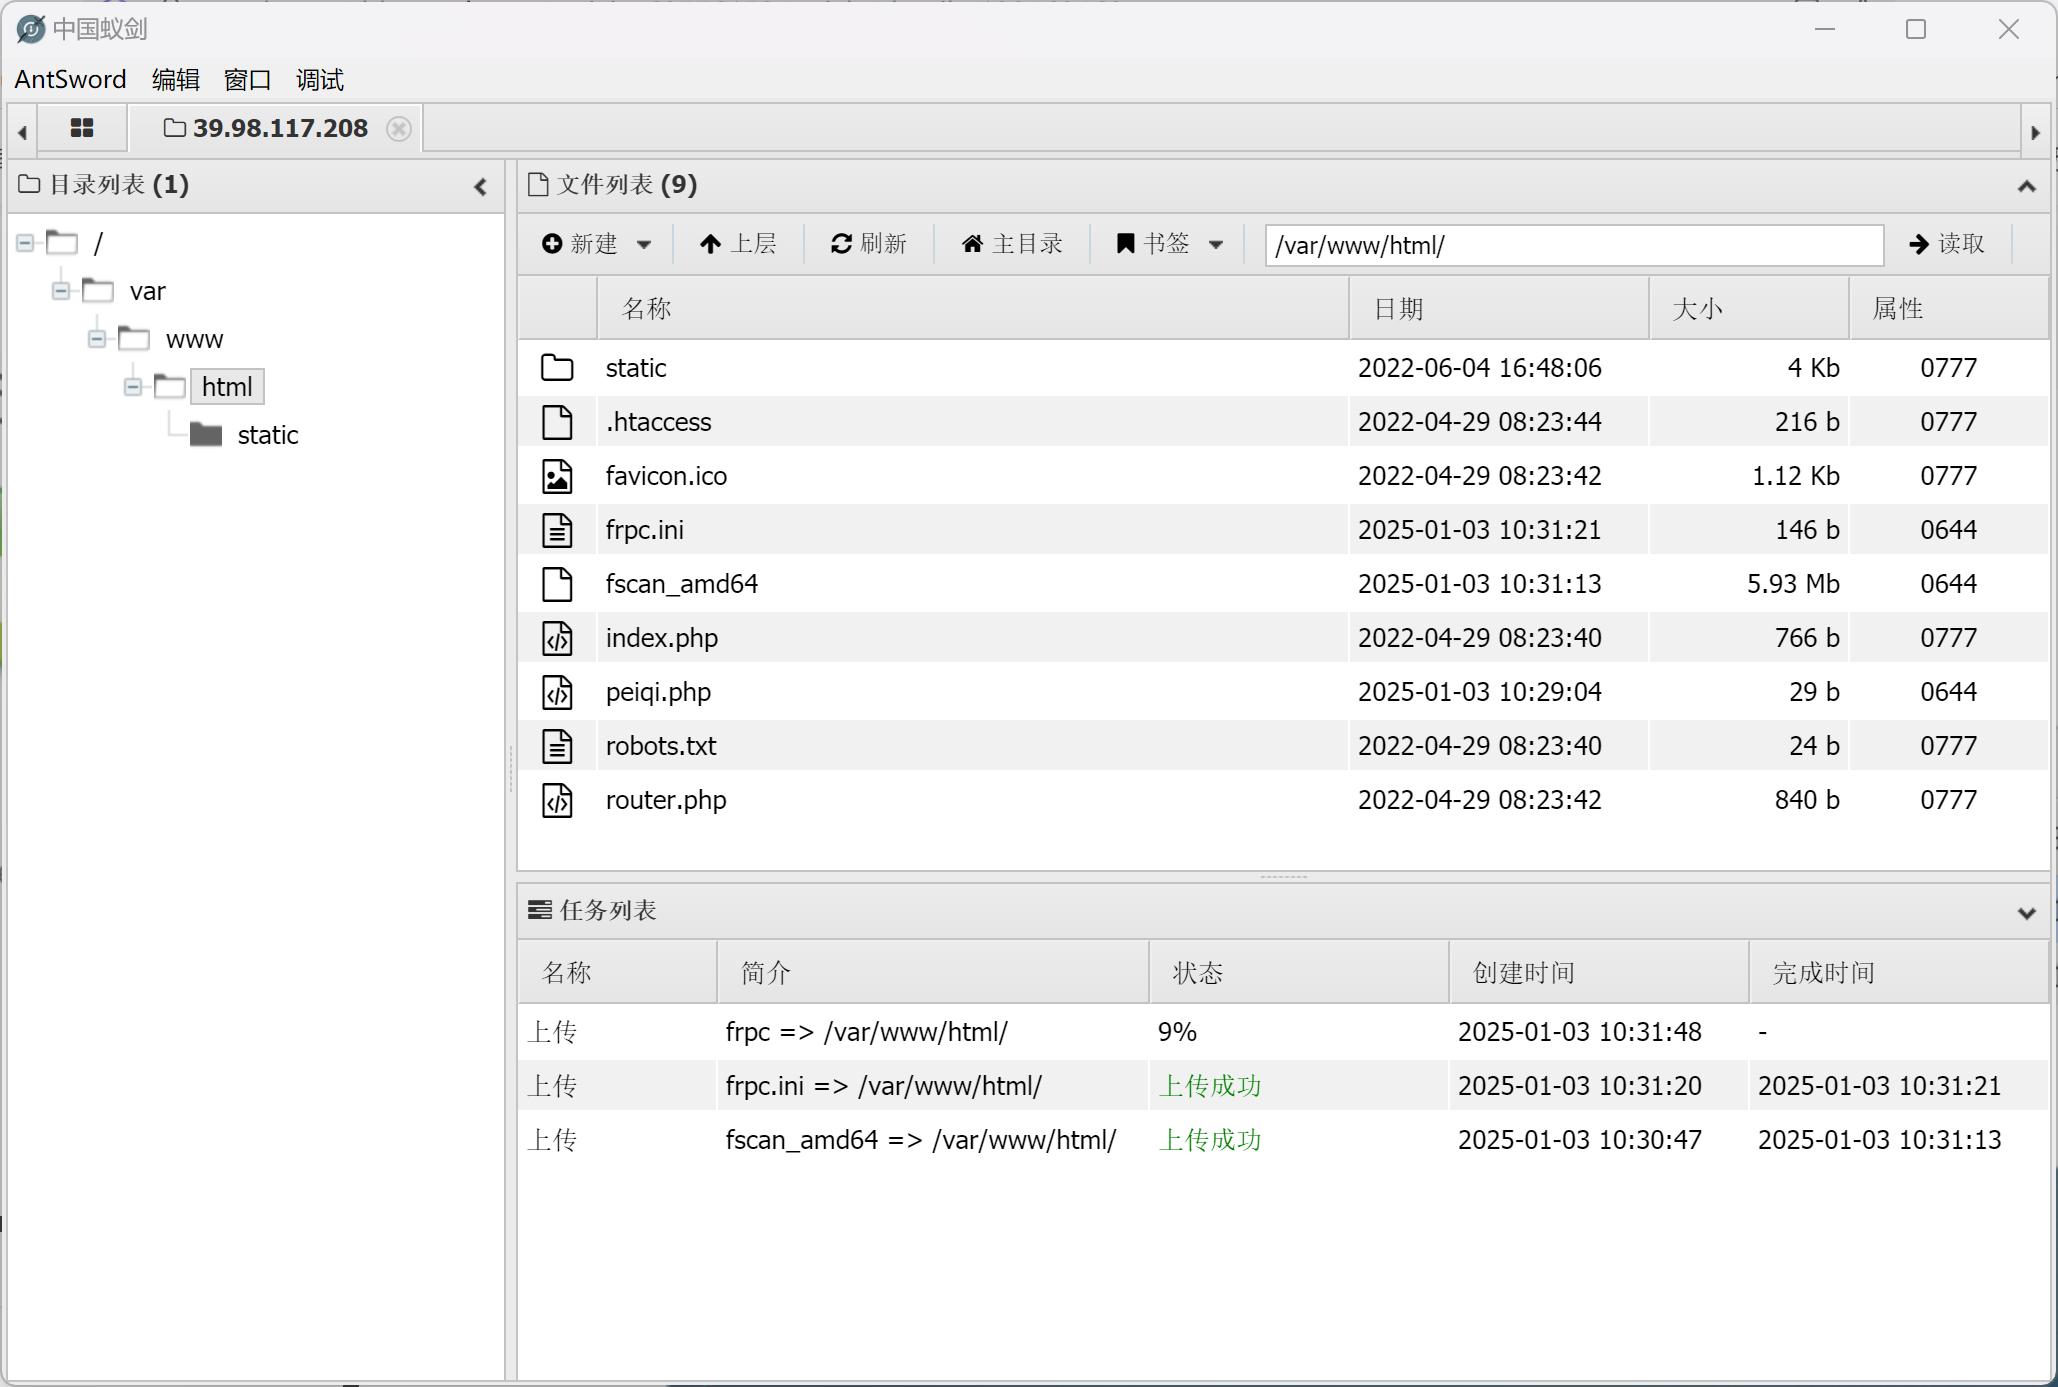 中国蚁剑
AntSword 编辑 窗口 调试
39.98.117.208
目录列表 (1)
/
var
www
html
static
文件列表 (9)
新建 上层 刷新 主目录 书签 /var/www/html/ 读取
名称 日期 大小 属性
static 2022-06-04 16:48:06 4 Kb 0777
.htaccess 2022-04-29 08:23:44 216 b 0777
favicon.ico 2022-04-29 08:23:42 1.12 Kb 0777
frpc.ini 2025-01-03 10:31:21 146 b 0644
fscan_amd64 2025-01-03 10:31:13 5.93 Mb 0644
index.php 2022-04-29 08:23:40 766 b 0777
peiqi.php 2025-01-03 10:29:04 29 b 0644
robots.txt 2022-04-29 08:23:40 24 b 0777
router.php 2022-04-29 08:23:42 840 b 0777
任务列表
名称 简介 状态 创建时间 完成时间
上传 frpc => /var/www/html/ 9% 2025-01-03 10:31:48 -
上传 frpc.ini => /var/www/html/ 上传成功 2025-01-03 10:31:20 2025-01-03 10:31:21
上传 fscan_amd64 => /var/www/html/ 上传成功 2025-01-03 10:30:47 2025-01-03 10:31:13